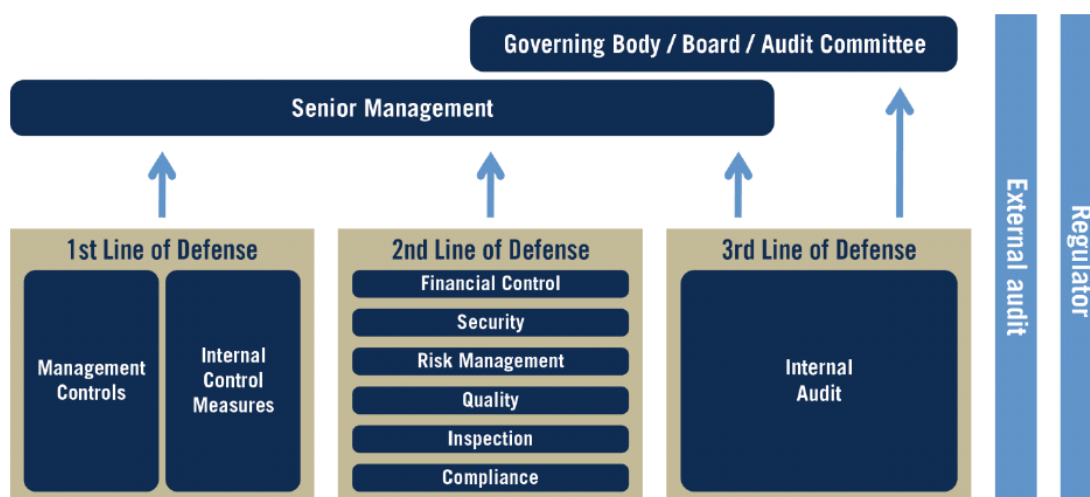 Governing Body / Board / Audit Committee
Senior Management
1st Line of Defense
Management
Controls
Internal
Control
Measures
2nd Line of Defense
Financial Control
Security
Risk Management
Quality
Inspection
Compliance
3rd Line of Defense
Internal
Audit
External audit
Regulator